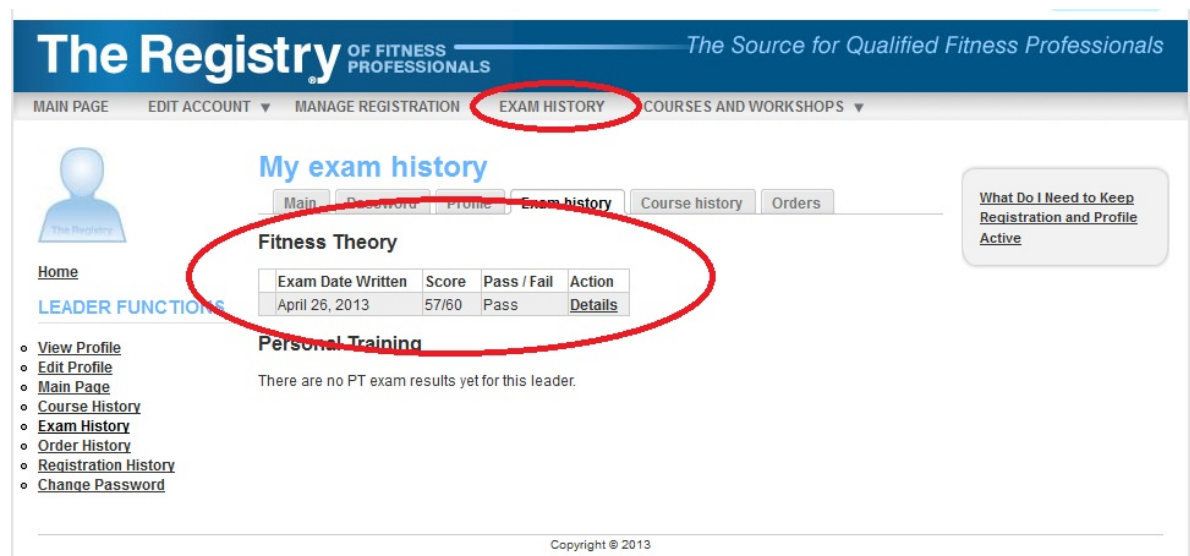 The Registry OF FITNESS PROFESSIONALS ®
The Source for Qualified Fitness Professionals
MAIN PAGE EDIT ACCOUNT ▼ MANAGE REGISTRATION EXAM HISTORY COURSES AND WORKSHOPS ▼
The Registry
Home
LEADER FUNCTIONS
View Profile
Edit Profile
Main Page
Course History
Exam History
Order History
Registration History
Change Password
My exam history
Main Password Profile Exam history Course history Orders
Fitness Theory
Exam Date Written Score Pass / Fail Action
April 26, 2013 57/60 Pass Details
Personal Training
There are no PT exam results yet for this leader.
What Do I Need to Keep
Registration and Profile
Active
Copyright © 2013